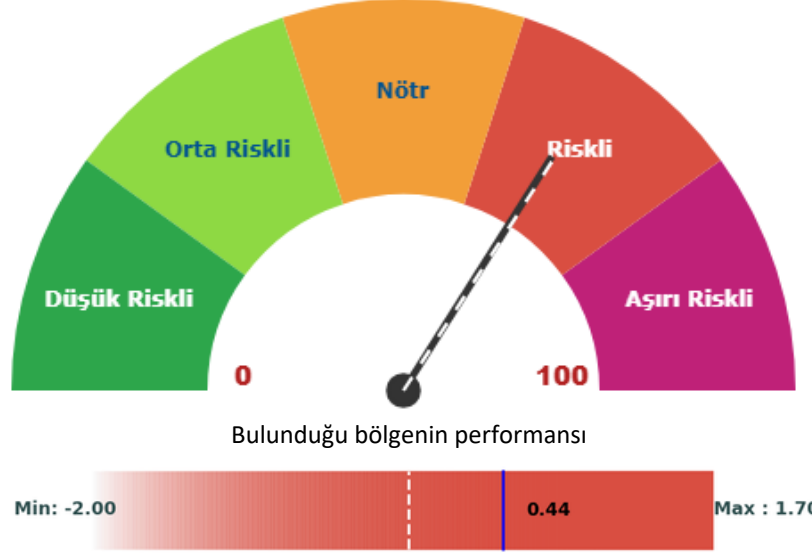 Nötr
Orta Riskli
Riskli
Düşük Riskli
Aşırı Riskli
0
100
Bulunduğu bölgenin performansı
Min: -2.00
0.44
Max : 1.70